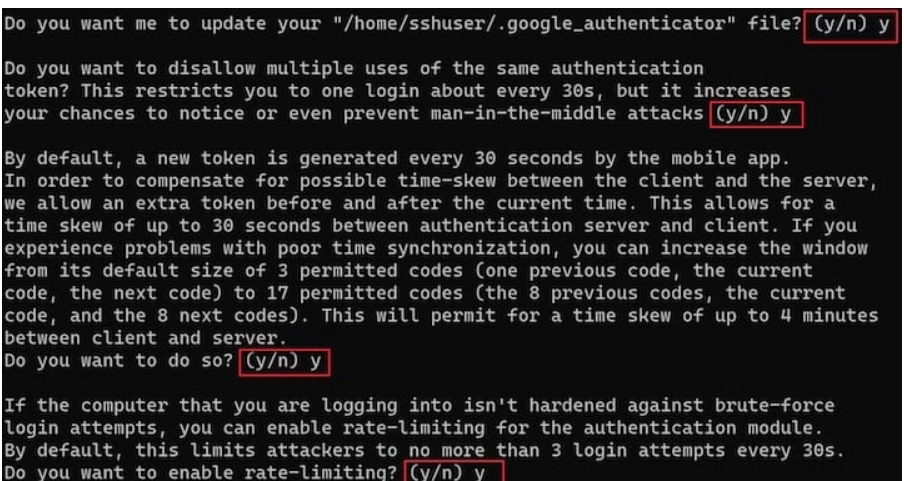 Do you want me to update your "/home/sshuser/.google_authenticator" file? (y/n) y
Do you want to disallow multiple uses of the same authentication
token? This restricts you to one login about every 30s, but it increases
your chances to notice or even prevent man-in-the-middle attacks (y/n) y
By default, a new token is generated every 30 seconds by the mobile app.
In order to compensate for possible time-skew between the client and the server,
we allow an extra token before and after the current time. This allows for a
time skew of up to 30 seconds between authentication server and client. If you
experience problems with poor time synchronization, you can increase the window
from its default size of 3 permitted codes (one previous code, the current
code, the next code) to 17 permitted codes (the 8 previous codes, the current
code, and the 8 next codes). This will permit for a time skew of up to 4 minutes
between client and server.
Do you want to do so? (y/n) y
If the computer that you are logging into isn't hardened against brute-force
login attempts, you can enable rate-limiting for the authentication module.
By default, this limits attackers to no more than 3 login attempts every 30s.
Do you want to enable rate-limiting? (y/n) y